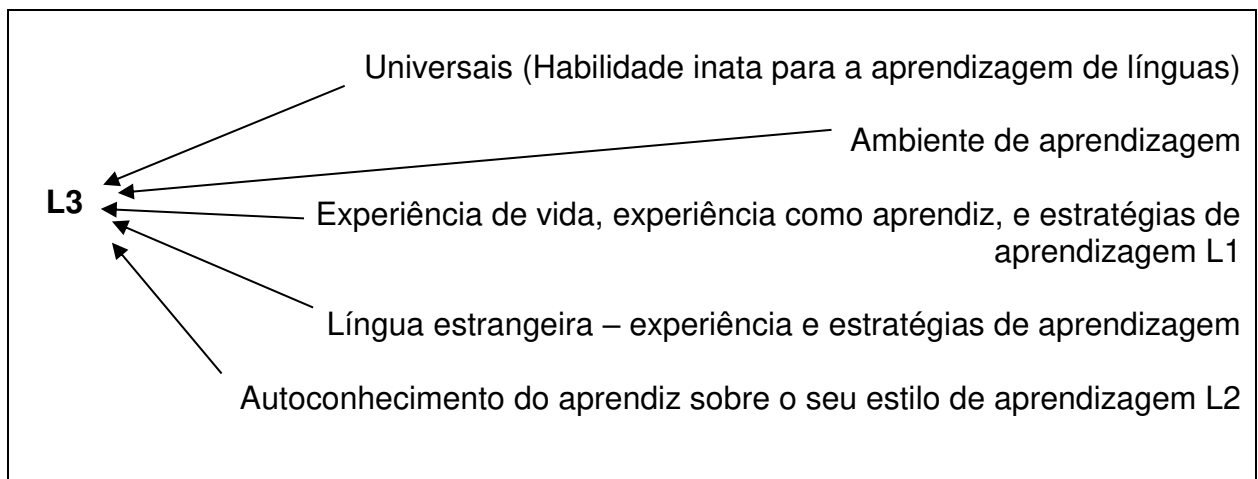 Universais (Habilidade inata para a aprendizagem de línguas)
Ambiente de aprendizagem
L3
Experiência de vida, experiência como aprendiz, e estratégias de
aprendizagem L1
Língua estrangeira – experiência e estratégias de aprendizagem
Autoconhecimento do aprendiz sobre o seu estilo de aprendizagem L2